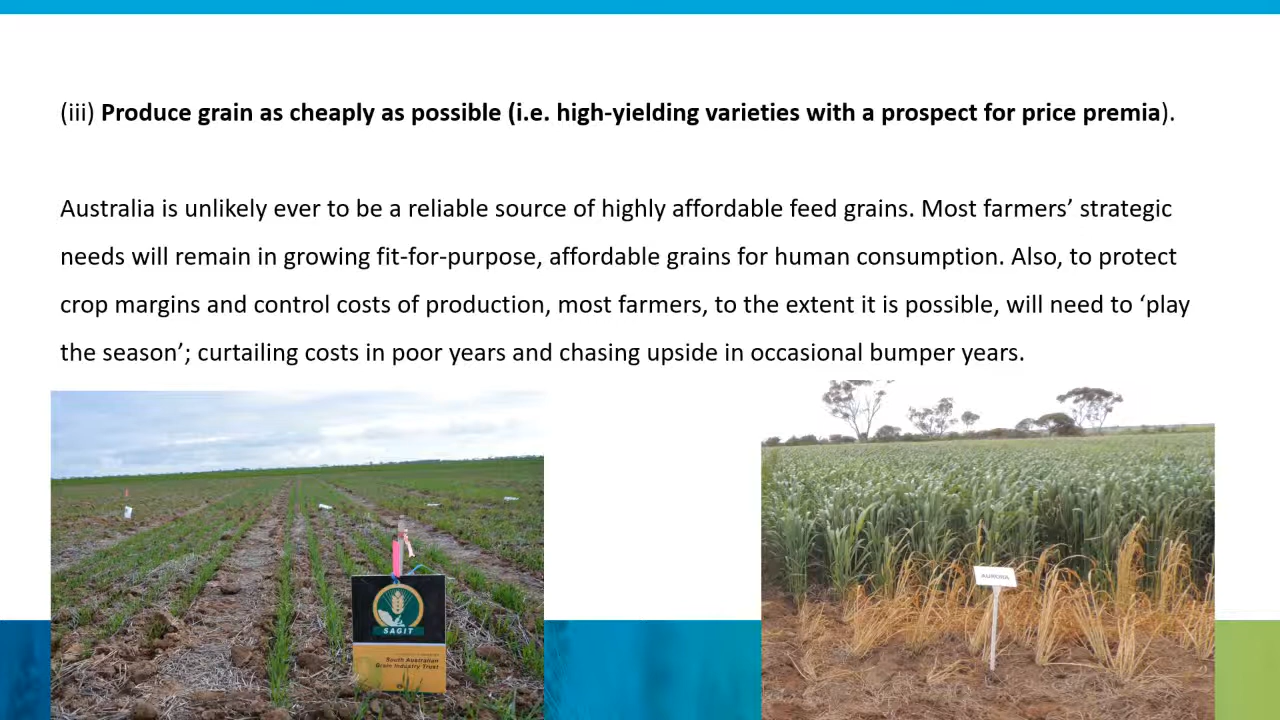 (iii) Produce grain as cheaply as possible (i.e. high-yielding varieties with a prospect for price premia).
Australia is unlikely ever to be a reliable source of highly affordable feed grains. Most farmers’ strategic
needs will remain in growing fit-for-purpose, affordable grains for human consumption. Also, to protect
crop margins and control costs of production, most farmers, to the extent it is possible, will need to ‘play
the season’; curtailing costs in poor years and chasing upside in occasional bumper years.
SAGIT
South Australian
Grain Industry Trust